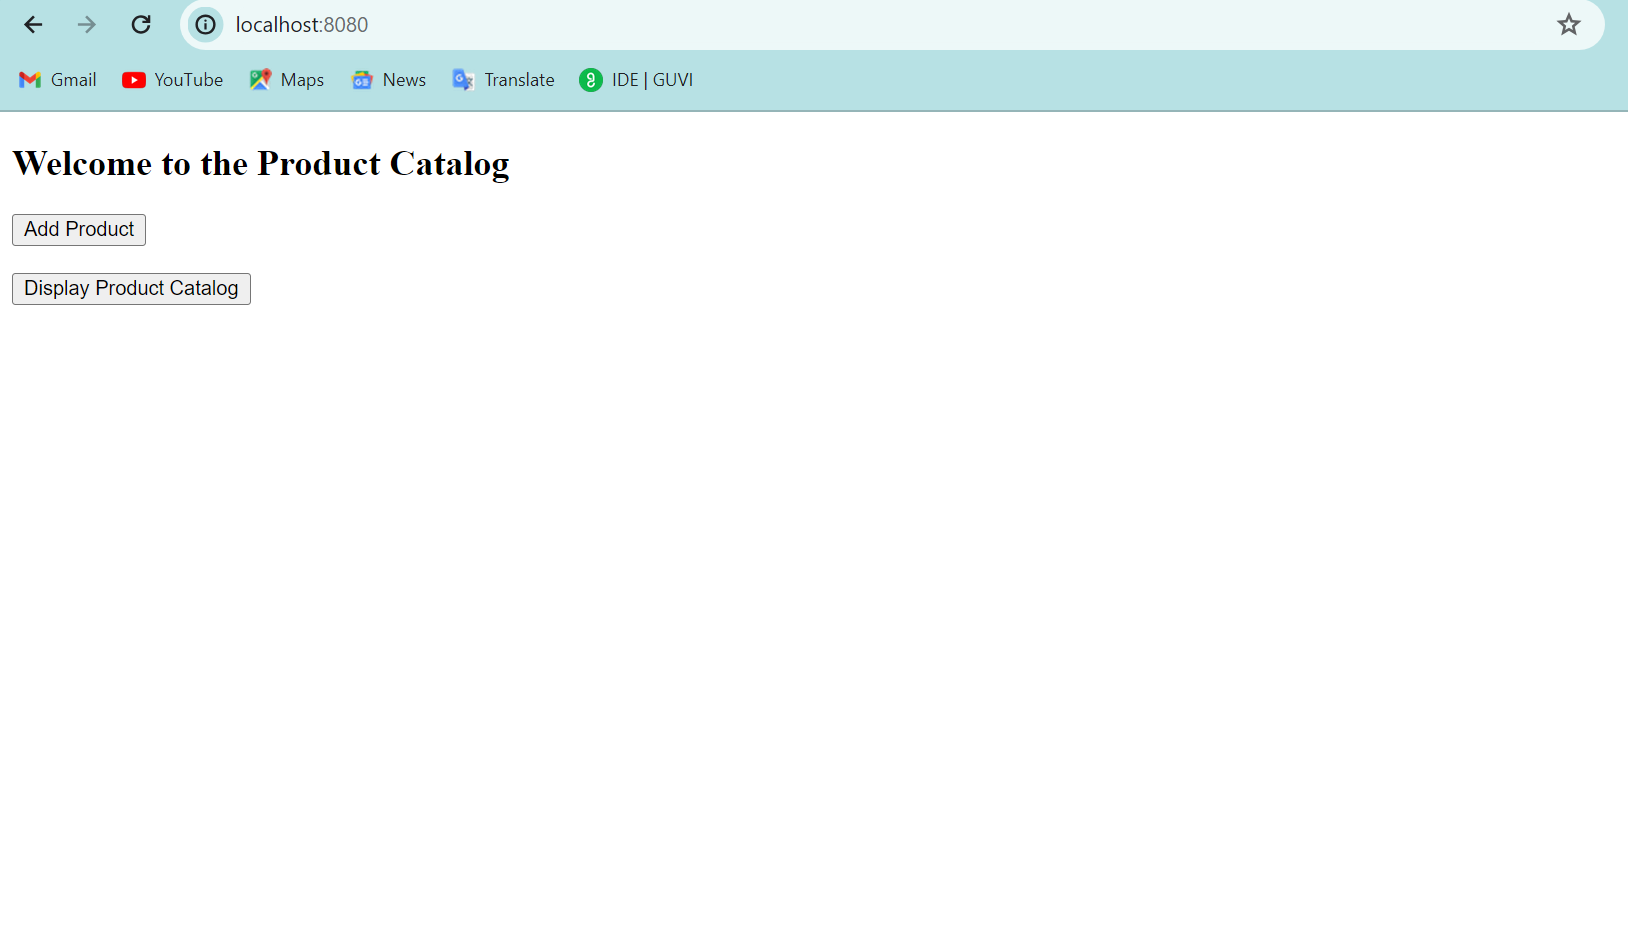 localhost:8080
Gmail YouTube Maps News Translate IDE | GUVI
Welcome to the Product Catalog
Add Product
Display Product Catalog